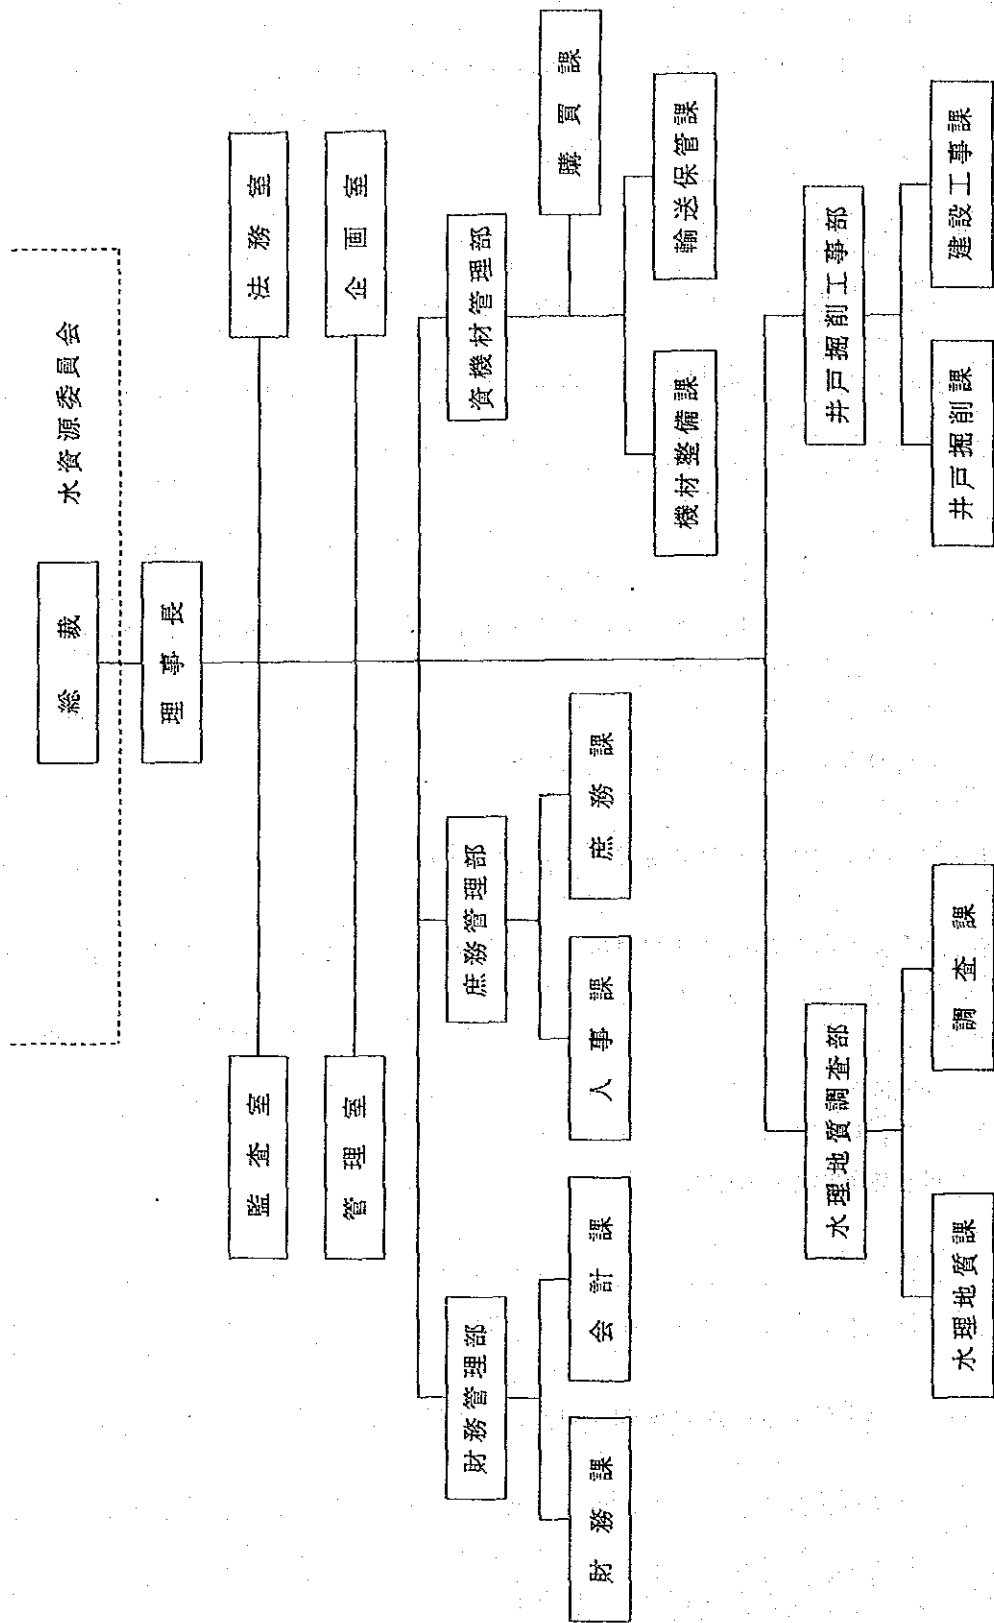 水資源委員会
総裁
理事長
監査室
法務室
管理室
企画室
財務管理部
庶務管理部
資機材管理部
財務課
会計課
人事課
庶務課
購買課
機材整備課
輸送保管課
水理地質調査部
井戸掘削工事部
水理地質課
調査課
井戸掘削課
建設工事課